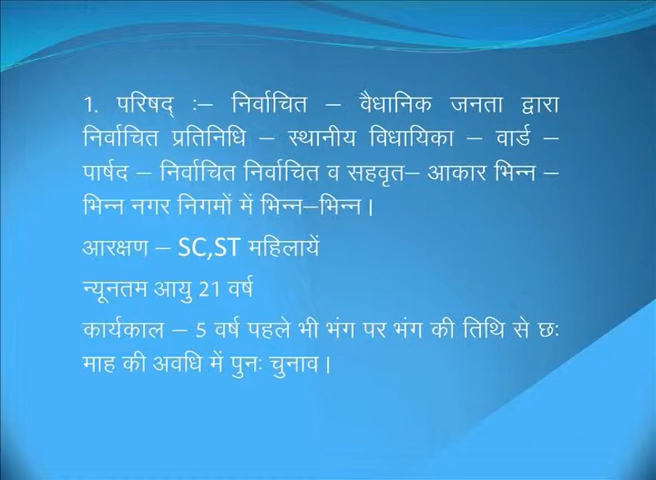 1. परिषद् :– निर्वाचित – वैधानिक जनता द्वारा
निर्वाचित प्रतिनिधि – स्थानीय विधायिका – वार्ड –
पार्षद – निर्वाचित निर्वाचित व सहवृत– आकार भिन्न –
भिन्न नगर निगमों में भिन्न–भिन्न।
आरक्षण – SC,ST महिलायें
न्यूनतम आयु 21 वर्ष
कार्यकाल – 5 वर्ष पहले भी भंग पर भंग की तिथि से छः
माह की अवधि में पुनः चुनाव।